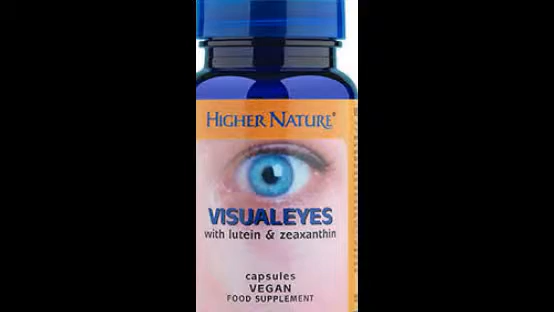 HIGHER NATURE®
VISUALEYES
with lutein & zeaxanthin
capsules
VEGAN
FOOD SUPPLEMENT